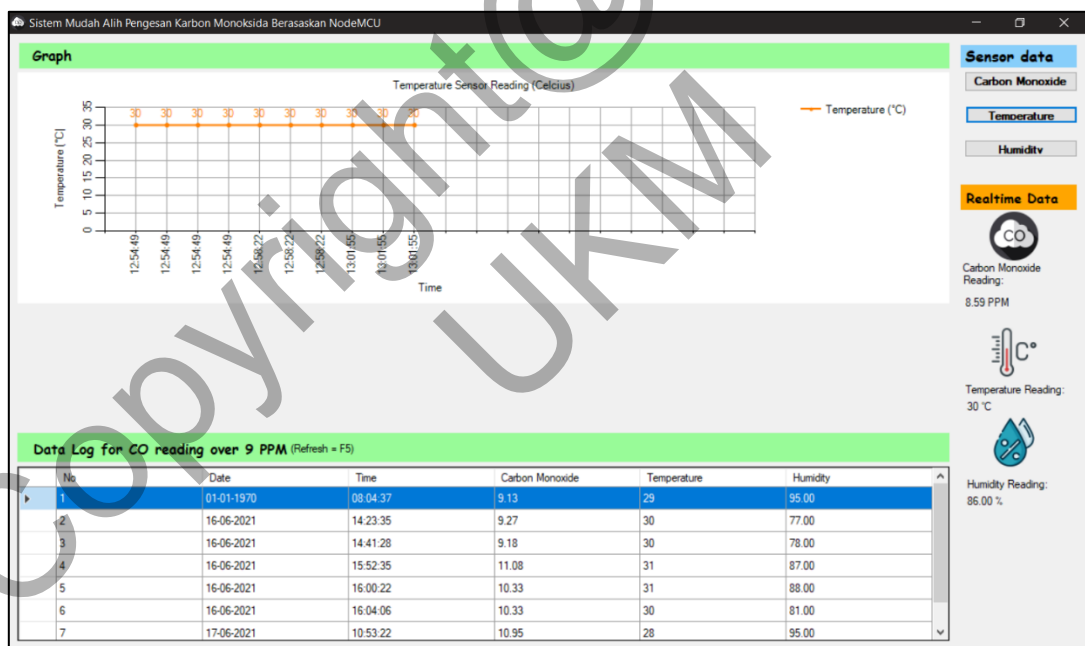 Sistem Mudah Alih Pengesan Karbon Monoksida Berasaskan NodeMCU
Graph
Temperature Sensor Reading (Celcius)
35
30
25
20
15
10
5
0
Temperature (°C)
30 30 30 30 30 30 30 30 30 30
12:54:49 12:54:49 12:54:49 12:54:49 12:58:22 12:58:22 12:58:22 13:01:55 13:01:55 13:01:55
Time
Temperature (°C)
Sensor data
Carbon Monoxide
Temperature
Humidity
Realtime Data
CO
Carbon Monoxide
Reading:
8.59 PPM
C°
Temperature Reading:
30 °C
%
Humidity Reading:
86.00 %
Data Log for CO reading over 9 PPM (Refresh = F5)
No Date Time Carbon Monoxide Temperature Humidity
1 01-01-1970 08:04:37 9.13 29 95.00
2 16-06-2021 14:23:35 9.27 30 77.00
3 16-06-2021 14:41:28 9.18 30 78.00
4 16-06-2021 15:52:35 11.08 31 87.00
5 16-06-2021 16:00:22 10.33 31 88.00
6 16-06-2021 16:04:06 10.33 30 81.00
7 17-06-2021 10:53:22 10.95 28 95.00
Copyright@
UKM